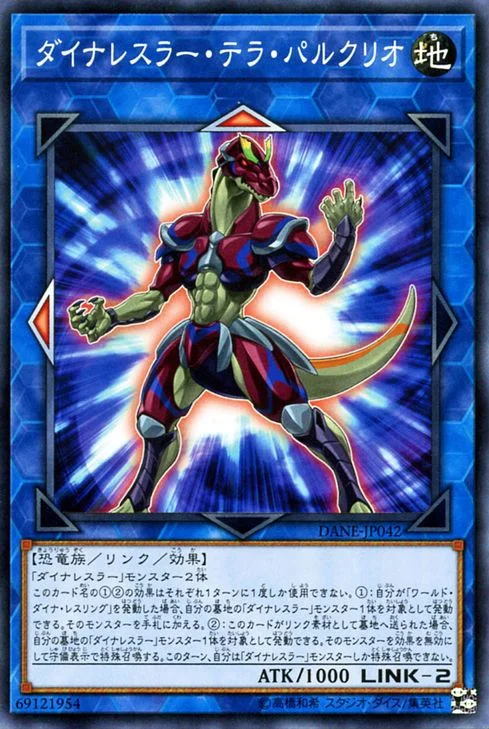 ダイナレスラー・テラ・パルクリオ 地
DANE-JP042
【恐竜族／リンク／効果】
「ダイナレスラー」モンスター２体
このカード名の①②の効果はそれぞれ１ターンに１度しか使用できない。①：自分が「ワールド・
ダイナ・レスリング」を発動した場合、自分の墓地の「ダイナレスラー」モンスター１体を対象として発動
できる。そのモンスターを手札に加える。②：このカードがリンク素材として墓地へ送られた場合、
自分の墓地の「ダイナレスラー」モンスター１体を対象として発動できる。そのモンスターを効果を無効に
して守備表示で特殊召喚する。このターン、自分は「ダイナレスラー」モンスターしか特殊召喚できない。
ATK/1000 LINK-2
69121954 ©高橋和希 スタジオ・ダイス/集英社